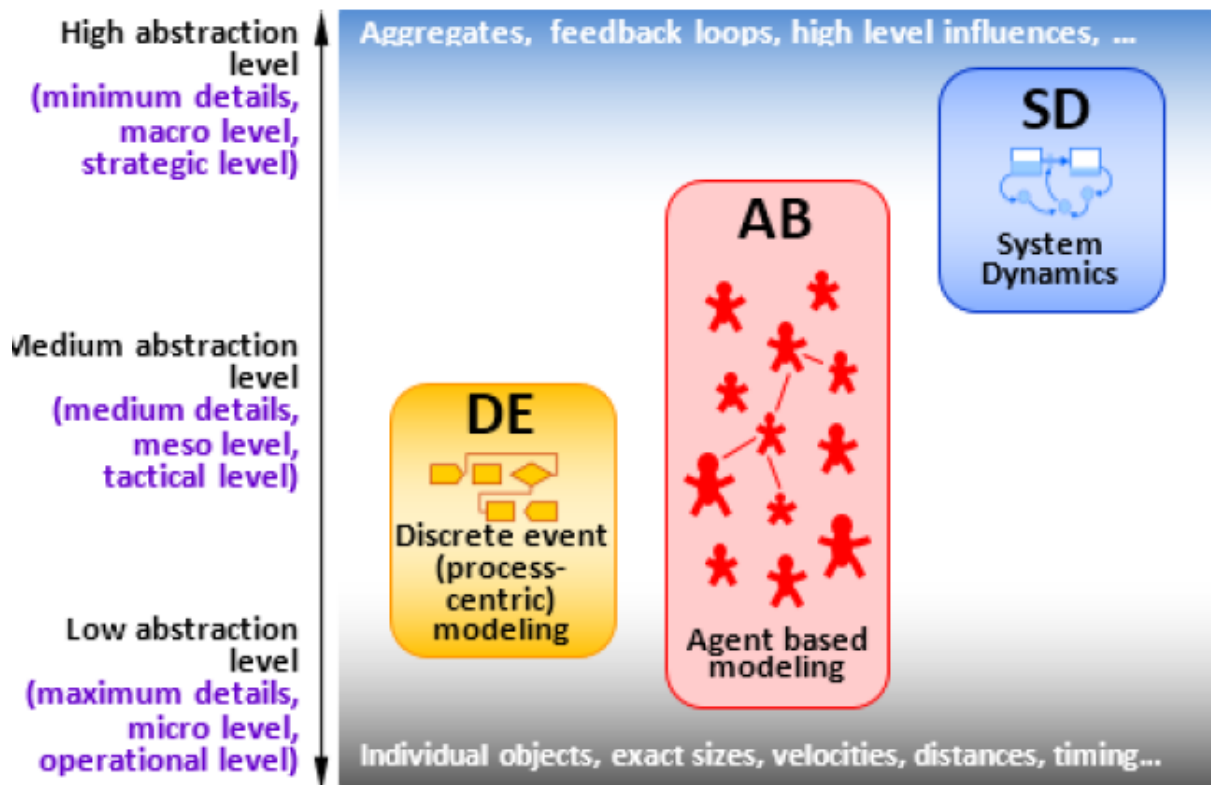 High abstraction
level
(minimum details,
macro level,
strategic level)
Aggregates, feedback loops, high level influences, ...
SD
System
Dynamics
AB
Agent based
modeling
Medium abstraction
level
(medium details,
meso level,
tactical level)
DE
Discrete event
(process-
centric)
modeling
Low abstraction
level
(maximum details,
micro level,
operational level)
Individual objects, exact sizes, velocities, distances, timing...